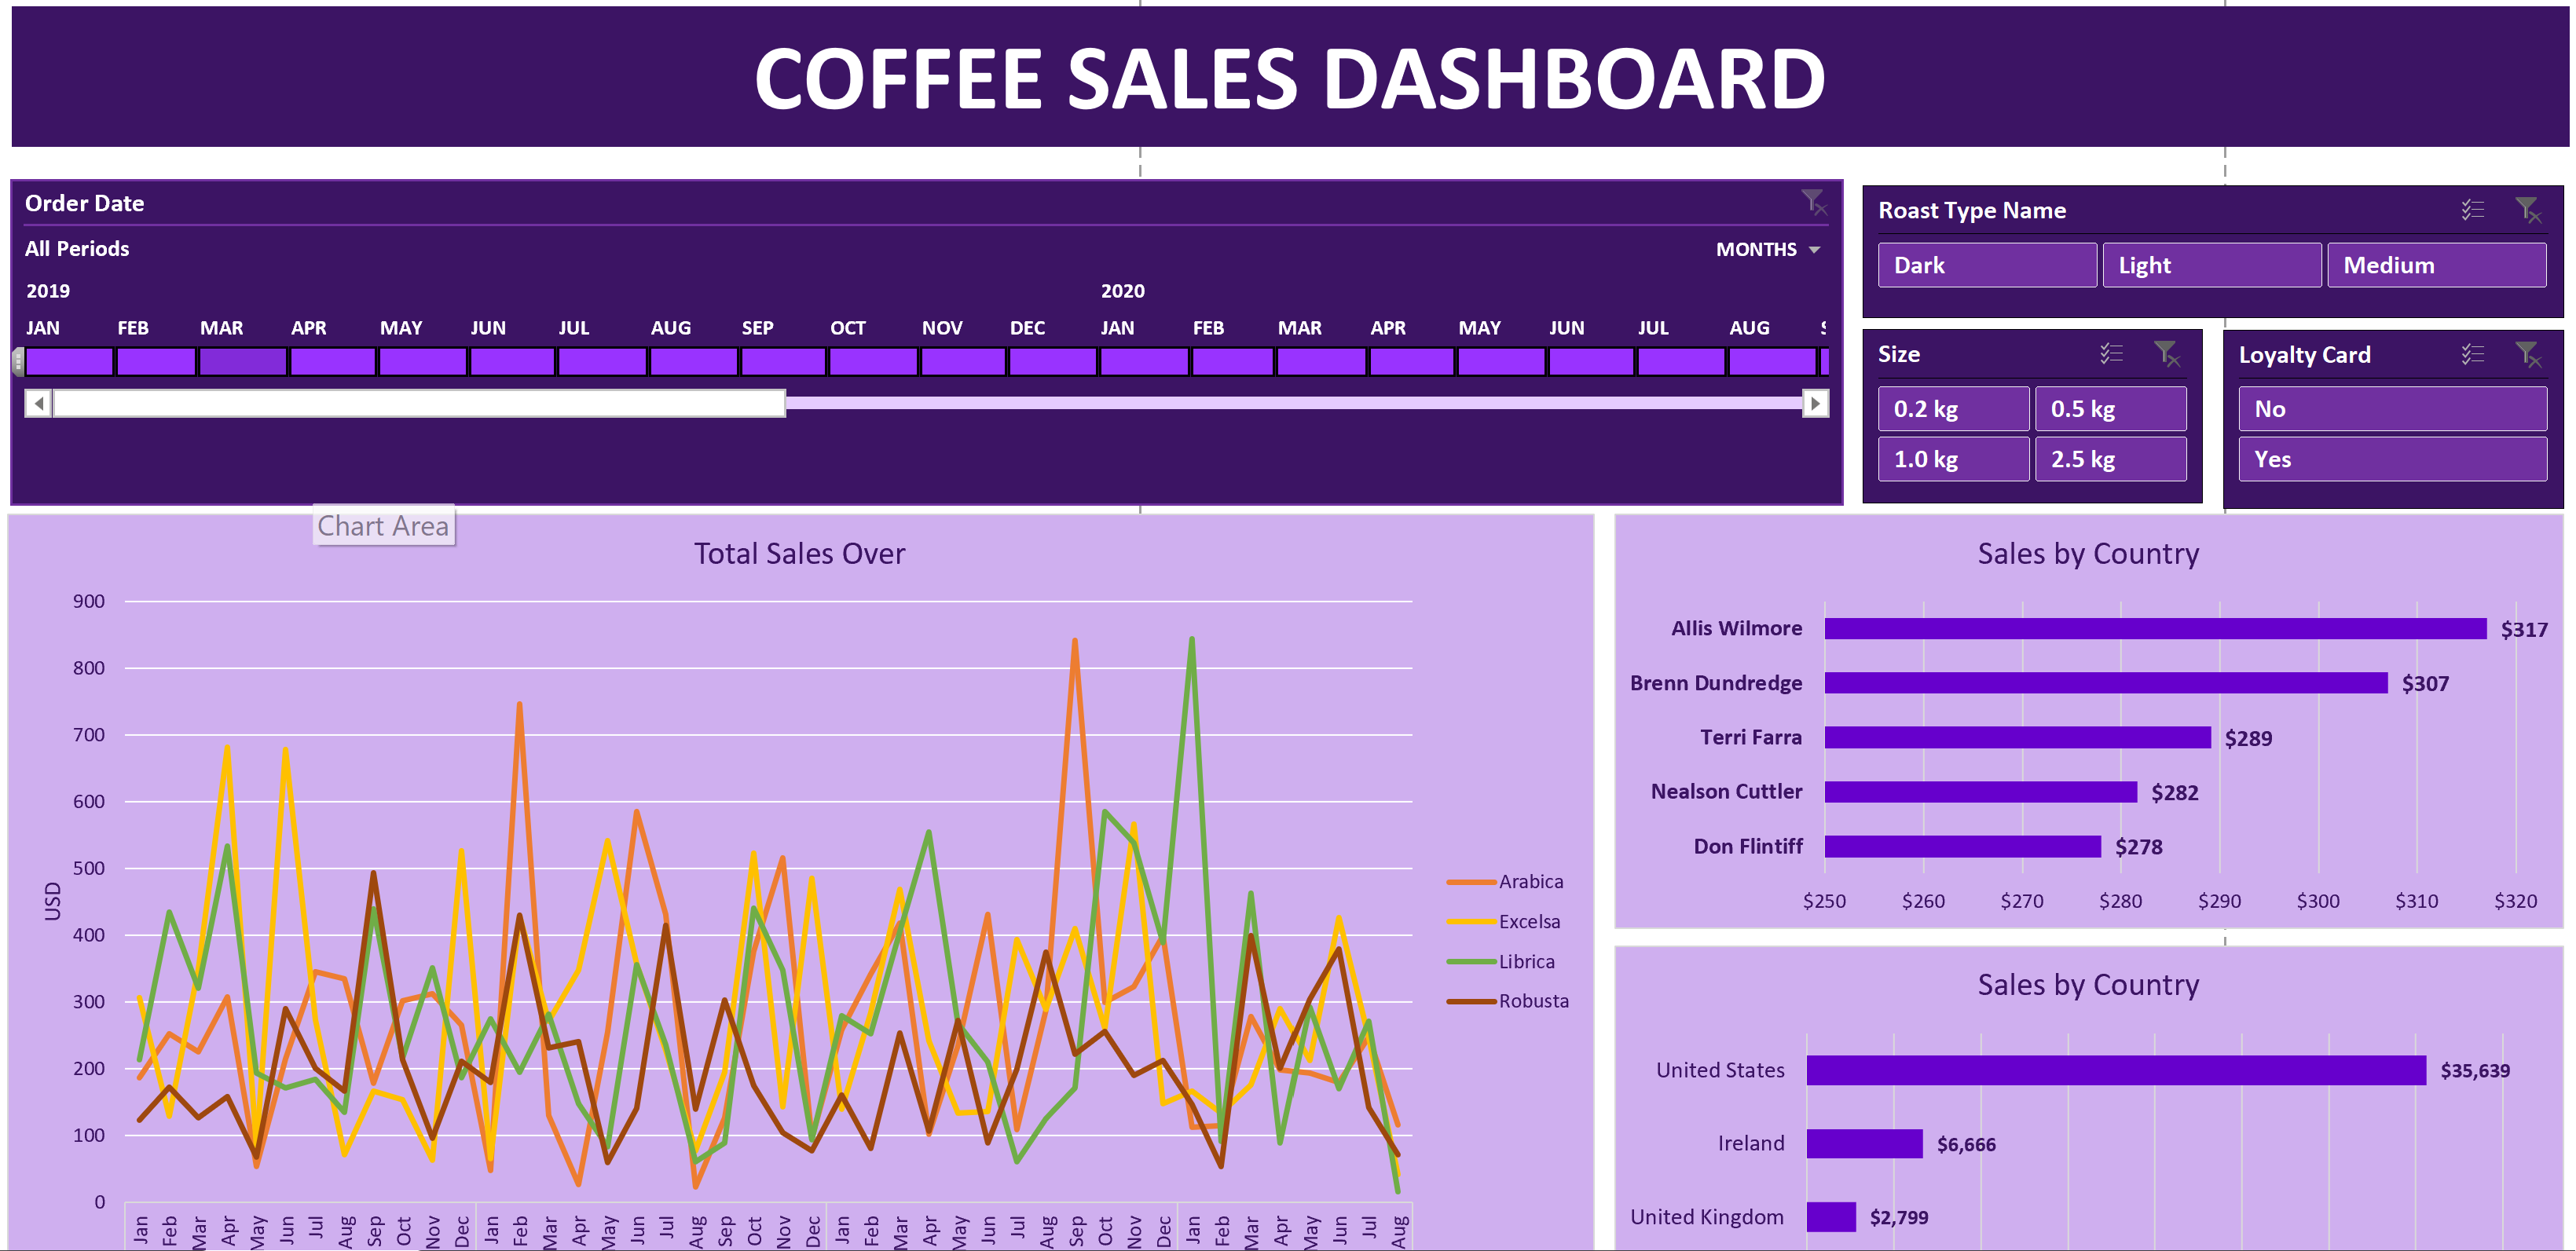 COFFEE SALES DASHBOARD
Order Date
All Periods
MONTHS
2019 2020
JAN FEB MAR APR MAY JUN JUL AUG SEP OCT NOV DEC JAN FEB MAR APR MAY JUN JUL AUG
Roast Type Name
Dark Light Medium
Size
0.2 kg 0.5 kg
1.0 kg 2.5 kg
Loyalty Card
No
Yes
Chart Area
Total Sales Over
900
800
700
600
500
400
300
200
100
0
USD
Jan Feb Mar Apr May Jun Jul Aug Sep Oct Nov Dec Jan Feb Mar Apr May Jun Jul Aug Sep Oct Nov Dec Jan Feb Mar Apr May Jun Jul Aug Sep Oct Nov Dec Jan Feb Mar Apr May Jun Jul Aug
Arabica
Excelsa
Librica
Robusta
Sales by Country
Allis Wilmore $317
Brenn Dundredge $307
Terri Farra $289
Nealson Cuttler $282
Don Flintiff $278
$250 $260 $270 $280 $290 $300 $310 $320
Sales by Country
United States $35,639
Ireland $6,666
United Kingdom $2,799